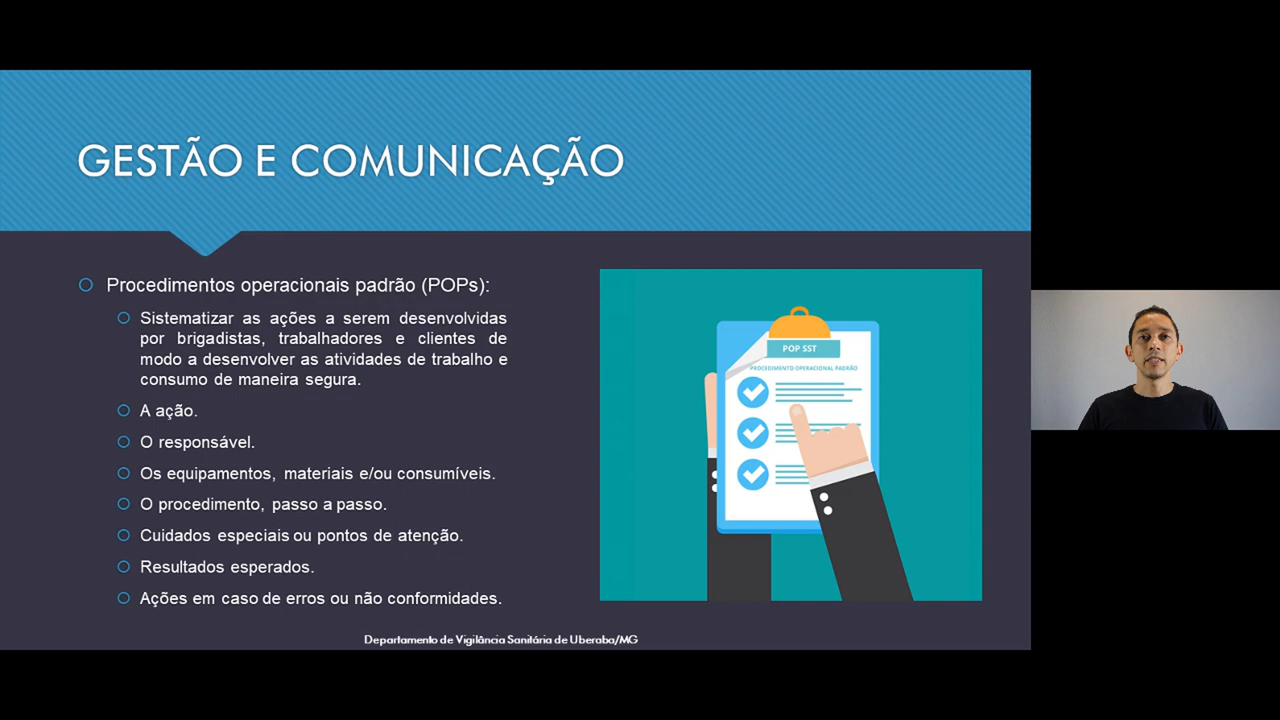 GESTÃO E COMUNICAÇÃO
Procedimentos operacionais padrão (POPs):
Sistematizar as ações a serem desenvolvidas
por brigadistas, trabalhadores e clientes de
modo a desenvolver as atividades de trabalho e
consumo de maneira segura.
A ação.
O responsável.
Os equipamentos, materiais e/ou consumíveis.
O procedimento, passo a passo.
Cuidados especiais ou pontos de atenção.
Resultados esperados.
Ações em caso de erros ou não conformidades.
POP SST
PROCEDIMENTO OPERACIONAL PADRÃO
Departamento de Vigilância Sanitária de Uberaba/MG